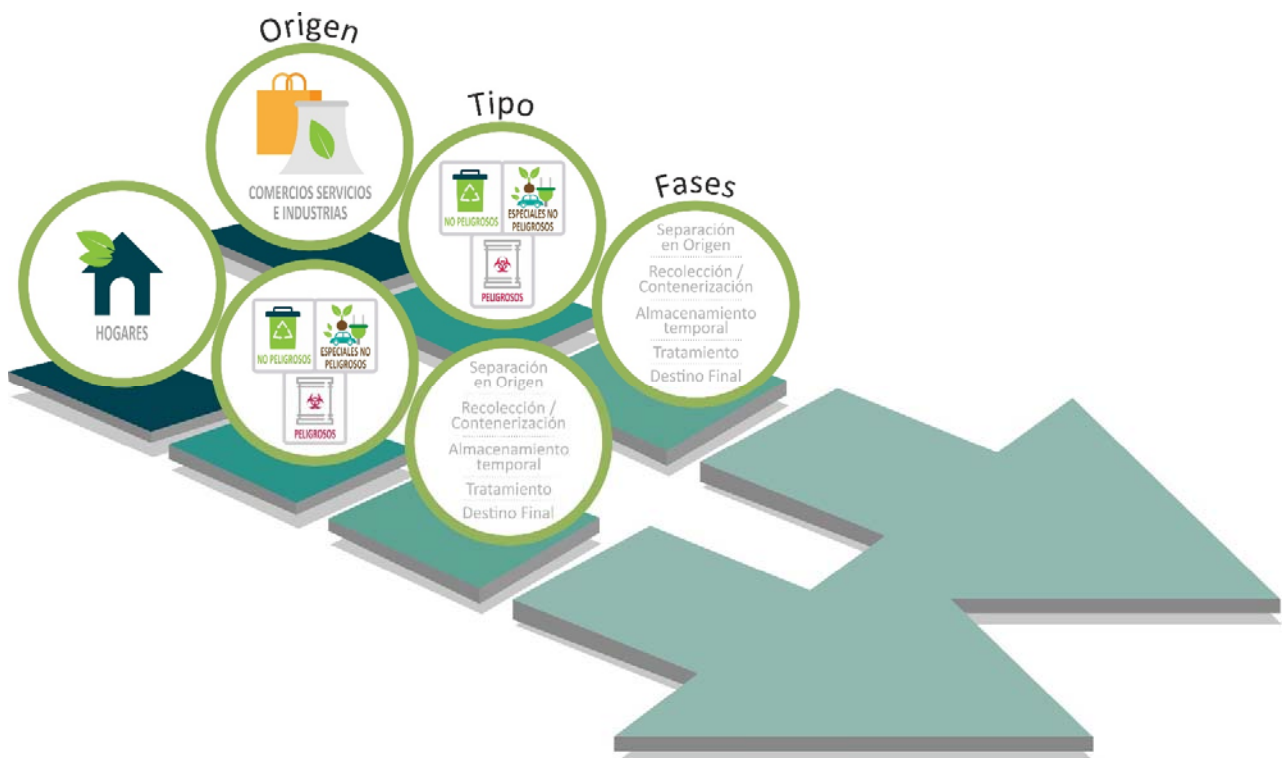 Origen
COMERCIOS SERVICIOS
E INDUSTRIAS
Tipo
NO PELIGROSOS
ESPECIALES NO
PELIGROSOS
PELIGROSOS
Fases
Separación
en Origen
Recolección /
Contenerización
Almacenamiento
temporal
Tratamiento
Destino Final
HOGARES
NO PELIGROSOS
ESPECIALES NO
PELIGROSOS
PELIGROSOS
Separación
en Origen
Recolección /
Contenerización
Almacenamiento
temporal
Tratamiento
Destino Final